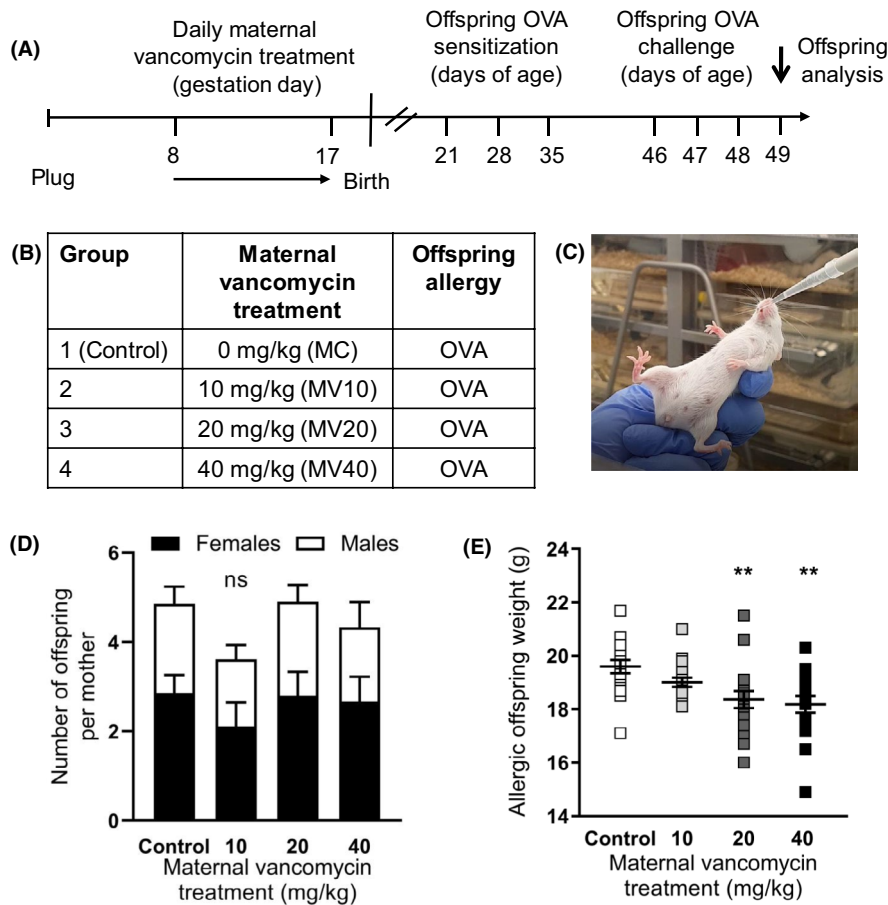 (A)
Daily maternal
vancomycin treatment
(gestation day)
Offspring OVA
sensitization
(days of age)
Offspring OVA
challenge
(days of age)
Offspring
analysis
8 17 21 28 35 46 47 48 49
Plug Birth
(B)
Group Maternal vancomycin treatment Offspring allergy
1 (Control) 0 mg/kg (MC) OVA
2 10 mg/kg (MV10) OVA
3 20 mg/kg (MV20) OVA
4 40 mg/kg (MV40) OVA
(C)
(D)
Females Males
ns
Number of offspring
per mother
6
4
2
0
Control 10 20 40
Maternal vancomycin
treatment (mg/kg)
(E)
Allergic offspring weight (g)
24
22
20
18
16
14
** **
Control 10 20 40
Maternal vancomycin
treatment (mg/kg)